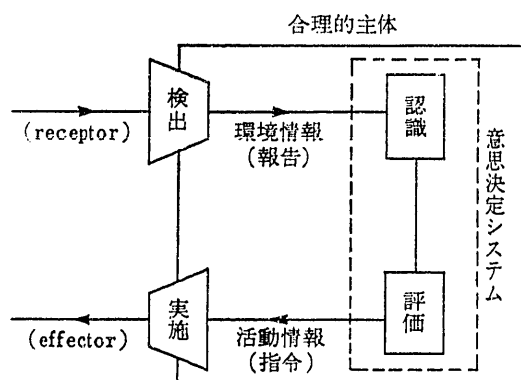 合理的主体
検出
(receptor)
環境情報
(報告)
認識
意思決定システム
実施
(effector)
活動情報
(指令)
評価